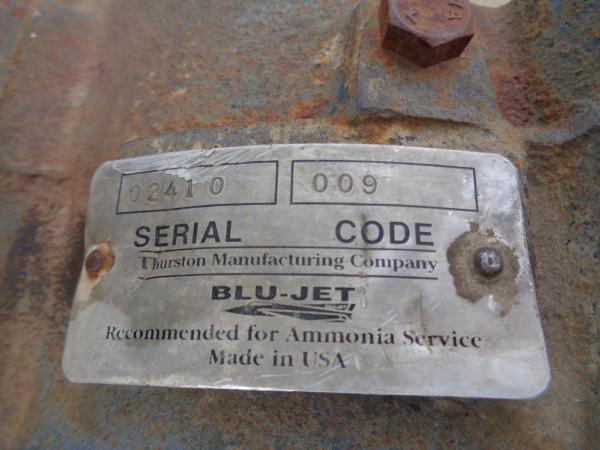 02410 009
SERIAL CODE
Thurston Manufacturing Company
BLU-JET
Recommended for Ammonia Service
Made in USA